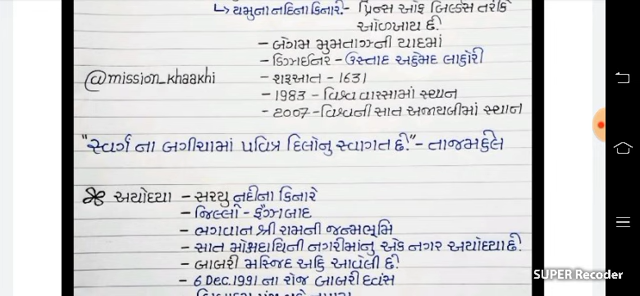 ↳ યમુના નદીના કિનારે.- પ્રિન્સ ઓફ બિલ્ડર્સ તરીકે
ઓળખાય છે.
- બેગમ મુમતાઝની યાદમાં
- ડિઝાઈનર - ઉસ્તાદ અહેમદ લાહોરી
@mission_khaakhi
- શરૂઆત - 1631
- 1983 - વિશ્વ વારસામાં સ્થાન
- 2007 - વિશ્વની સાત અજાયબીમાં સ્થાન
"સ્વર્ગ ના બગીચામાં પવિત્ર દિલોનુ સ્વાગત છે." - તાજમહેલ
અયોધ્યા - સરયુ નદીના કિનારે
- જિલ્લો - ફૈઝાબાદ
- ભગવાન શ્રી રામની જન્મભૂમિ
- સાત મોક્ષદાયિની નગરીમાંનુ એક નગર અયોધ્યા છે.
- બાબરી મસ્જિદ અહિં આવેલી છે.
- 6 Dec. 1991 ના રોજ બાબરી ધ્વંસ
SUPER Recoder